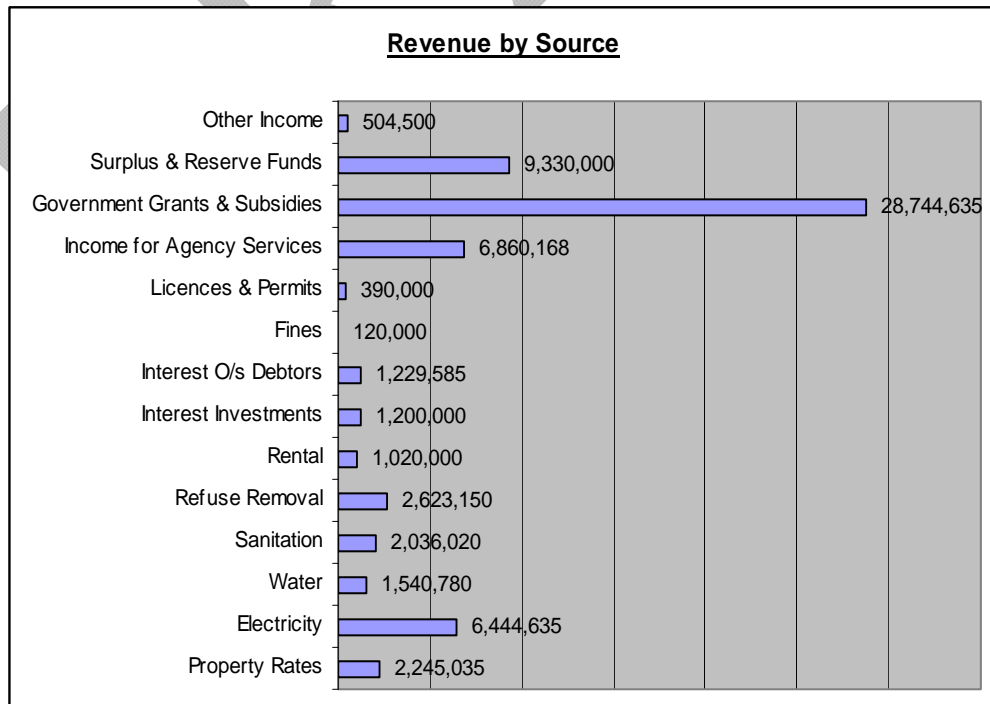 Revenue by Source
Other Income 504,500
Surplus & Reserve Funds 9,330,000
Government Grants & Subsidies 28,744,635
Income for Agency Services 6,860,168
Licences & Permits 390,000
Fines 120,000
Interest O/s Debtors 1,229,585
Interest Investments 1,200,000
Rental 1,020,000
Refuse Removal 2,623,150
Sanitation 2,036,020
Water 1,540,780
Electricity 6,444,635
Property Rates 2,245,035